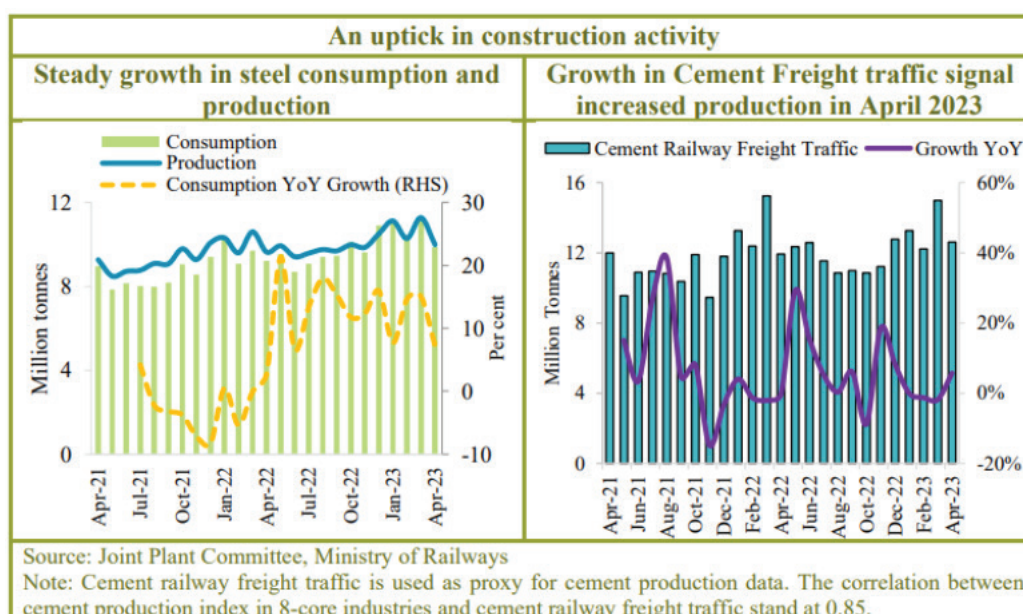 An uptick in construction activity
Steady growth in steel consumption and
production
Consumption
Production
Consumption YoY Growth (RHS)
12
8
4
0
Million tonnes
30
20
10
0
-10
Per cent
Apr-21
Jul-21
Oct-21
Jan-22
Apr-22
Jul-22
Oct-22
Jan-23
Apr-23
Growth in Cement Freight traffic signal
increased production in April 2023
Cement Railway Freight Traffic
Growth YoY
16
12
8
4
0
Million Tonnes
60%
40%
20%
0%
-20%
Apr-21
Jun-21
Aug-21
Oct-21
Dec-21
Feb-22
Apr-22
Jun-22
Aug-22
Oct-22
Dec-22
Feb-23
Apr-23
Source: Joint Plant Committee, Ministry of Railways
Note: Cement railway freight traffic is used as proxy for cement production data. The correlation between
cement production index in 8-core industries and cement railway freight traffic stand at 0.85.